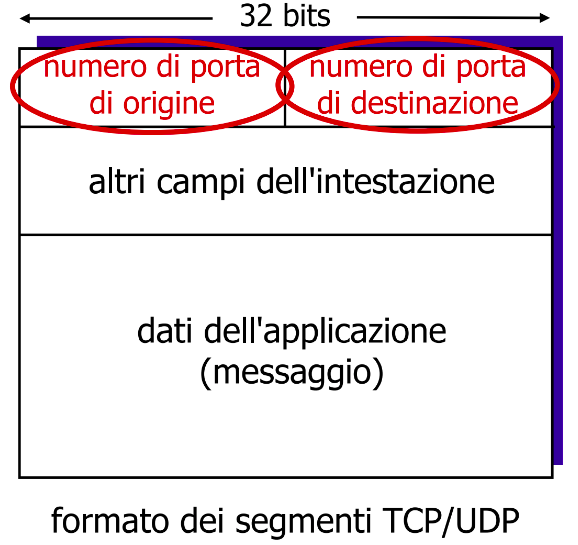 32 bits
numero di porta
di origine
numero di porta
di destinazione
altri campi dell'intestazione
dati dell'applicazione
(messaggio)
formato dei segmenti TCP/UDP